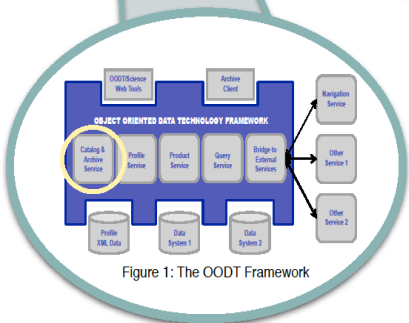 OODT/Science
Web Tools
Archive
Client
Navigation
Service
OBJECT ORIENTED DATA TECHNOLOGY FRAMEWORK
Catalog &
Archive
Service
Profile
Service
Product
Service
Query
Service
Bridge to
External
Services
Other
Service 1
Other
Service 2
Profile
XML Data
Data
System 1
Data
System 2
Figure 1: The OODT Framework